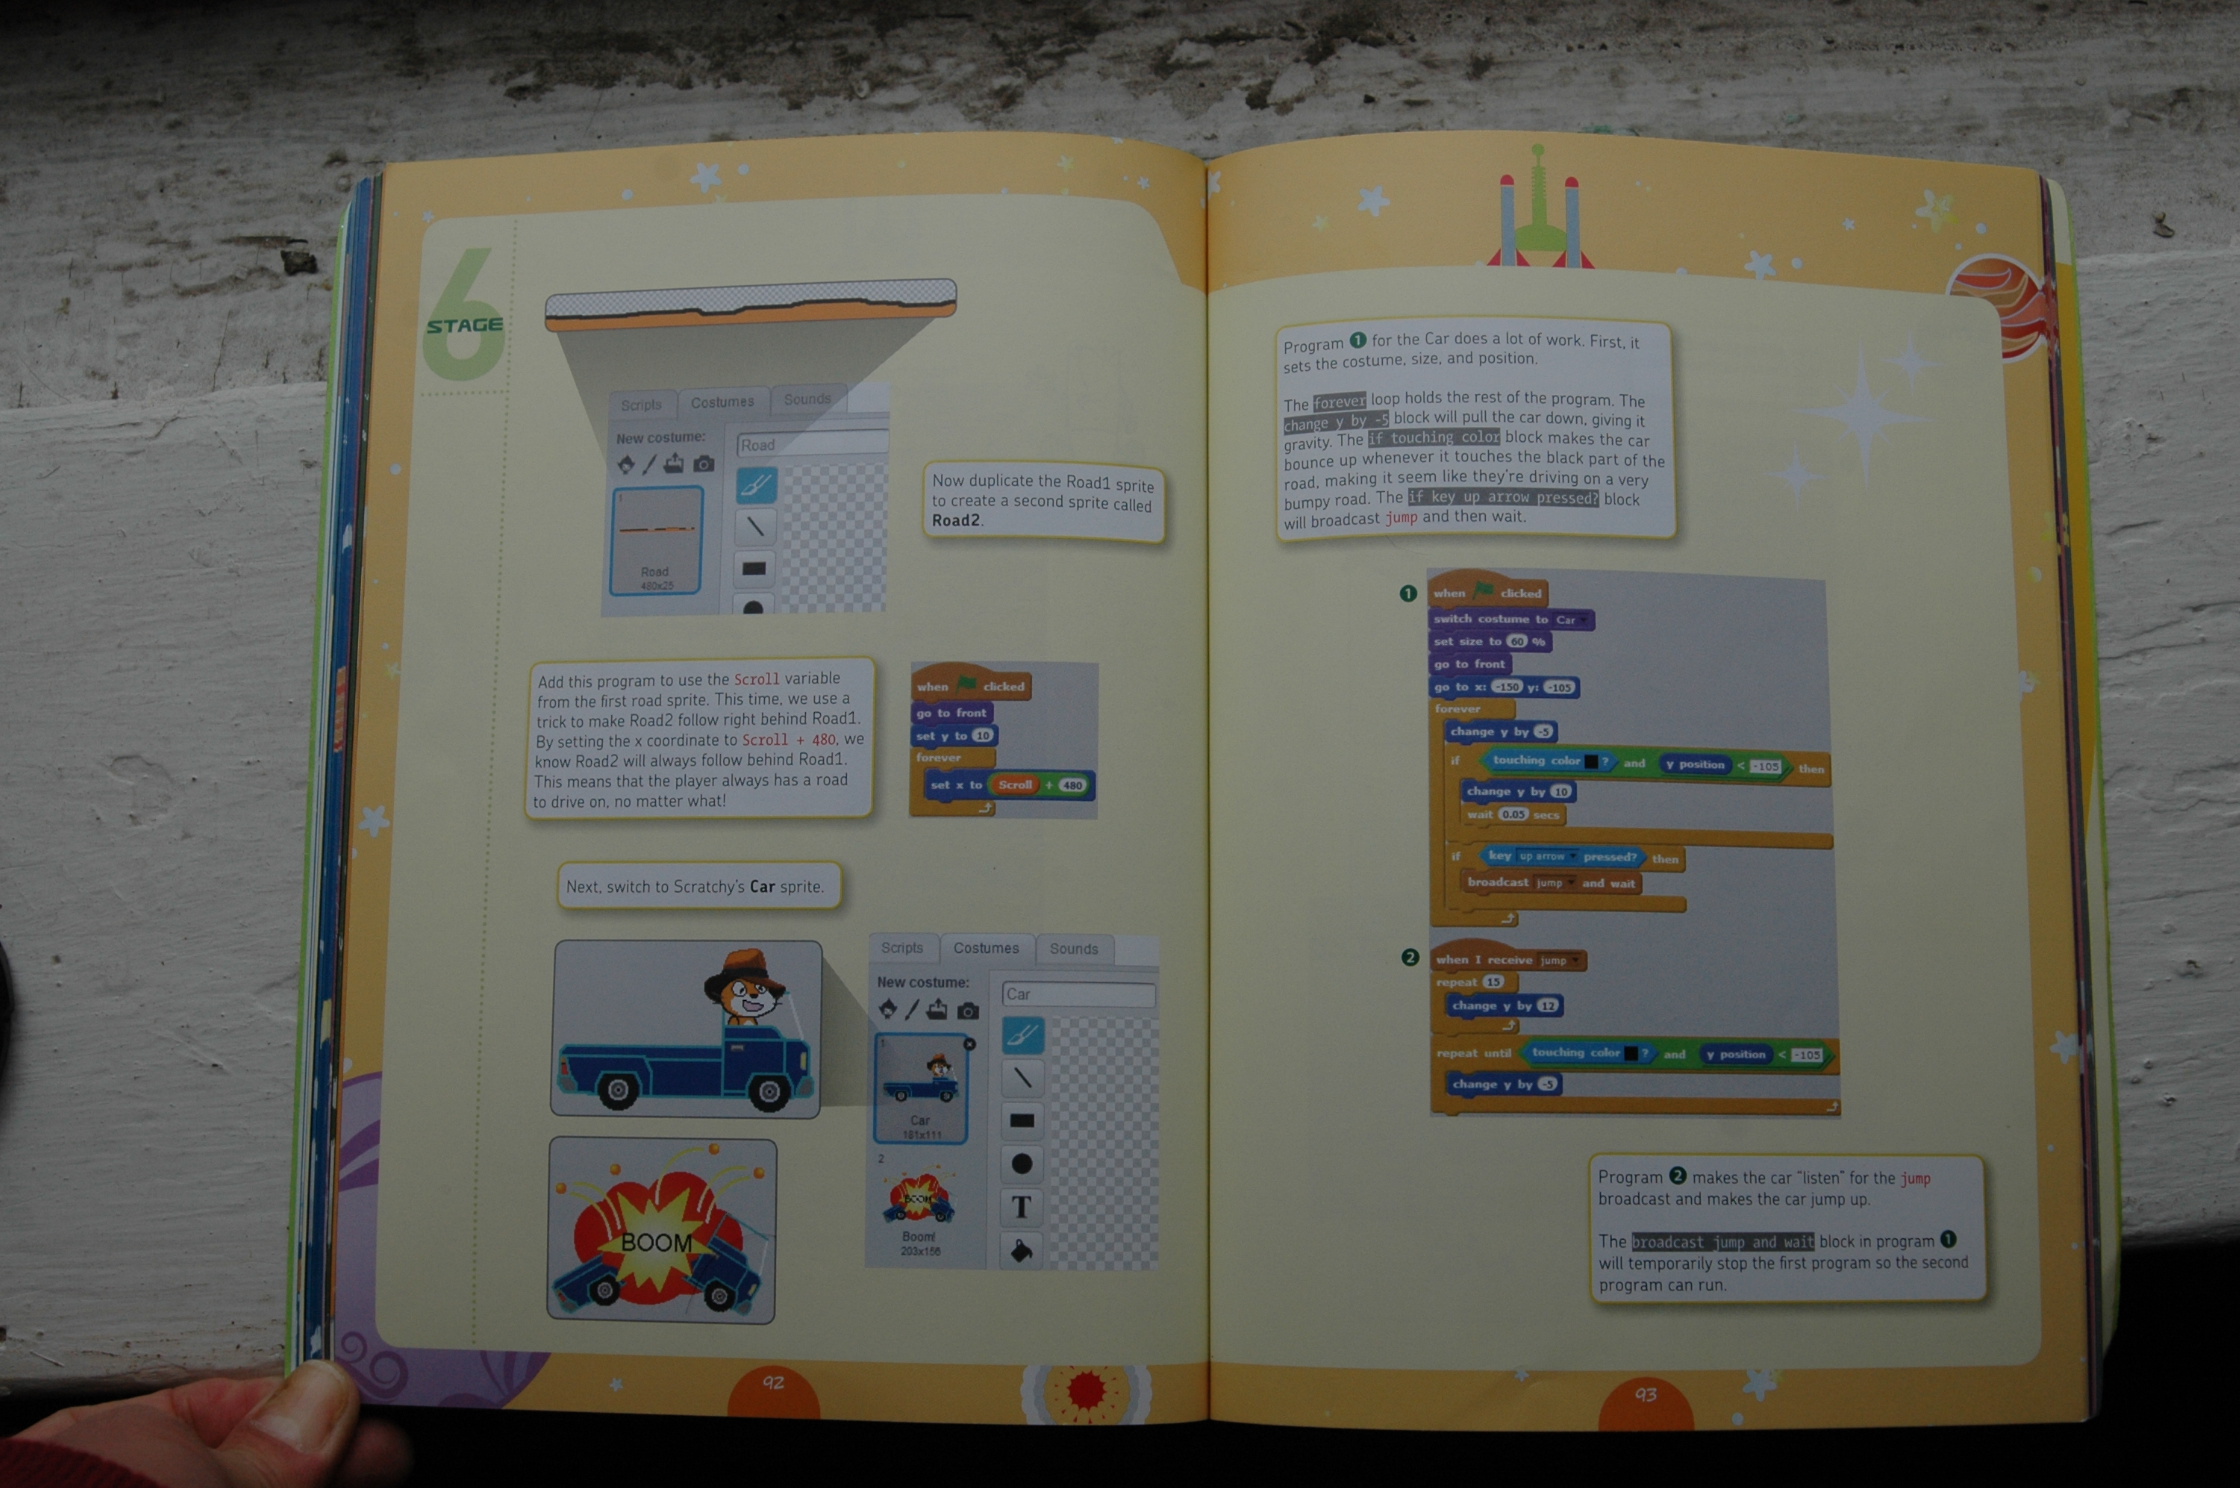 6
STAGE
Scripts
Costumes
Sounds
New costume:
Road
1
Road
480x25
Now duplicate the Road1 sprite
to create a second sprite called
Road2.
Add this program to use the Scroll variable
from the first road sprite. This time, we use a
trick to make Road2 follow right behind Road1.
By setting the x coordinate to Scroll + 480, we
know Road2 will always follow behind Road1.
This means that the player always has a road
to drive on, no matter what!
when clicked
go to front
set y to 10
forever
set x to Scroll + 480
Next, switch to Scratchy's Car sprite.
Scripts
Costumes
Sounds
New costume:
Car
1
Car
181x111
2
BOOM
Boom!
203x156
T
BOOM
92
Program 1 for the Car does a lot of work. First, it
sets the costume, size, and position.
The forever loop holds the rest of the program. The
change y by -5 block will pull the car down, giving it
gravity. The if touching color block makes the car
bounce up whenever it touches the black part of the
road, making it seem like they're driving on a very
bumpy road. The if key up arrow pressed? block
will broadcast jump and then wait.
1
when clicked
switch costume to Car
set size to 60 %
go to front
go to x: -150 y: -105
forever
change y by -5
if touching color ? and y position < -105 then
change y by 10
wait 0.05 secs
if key up arrow pressed? then
broadcast jump and wait
2
when I receive jump
repeat 15
change y by 12
repeat until touching color ? and y position < -105
change y by -5
Program 2 makes the car "listen" for the jump
broadcast and makes the car jump up.
The broadcast jump and wait block in program 1
will temporarily stop the first program so the second
program can run.
93